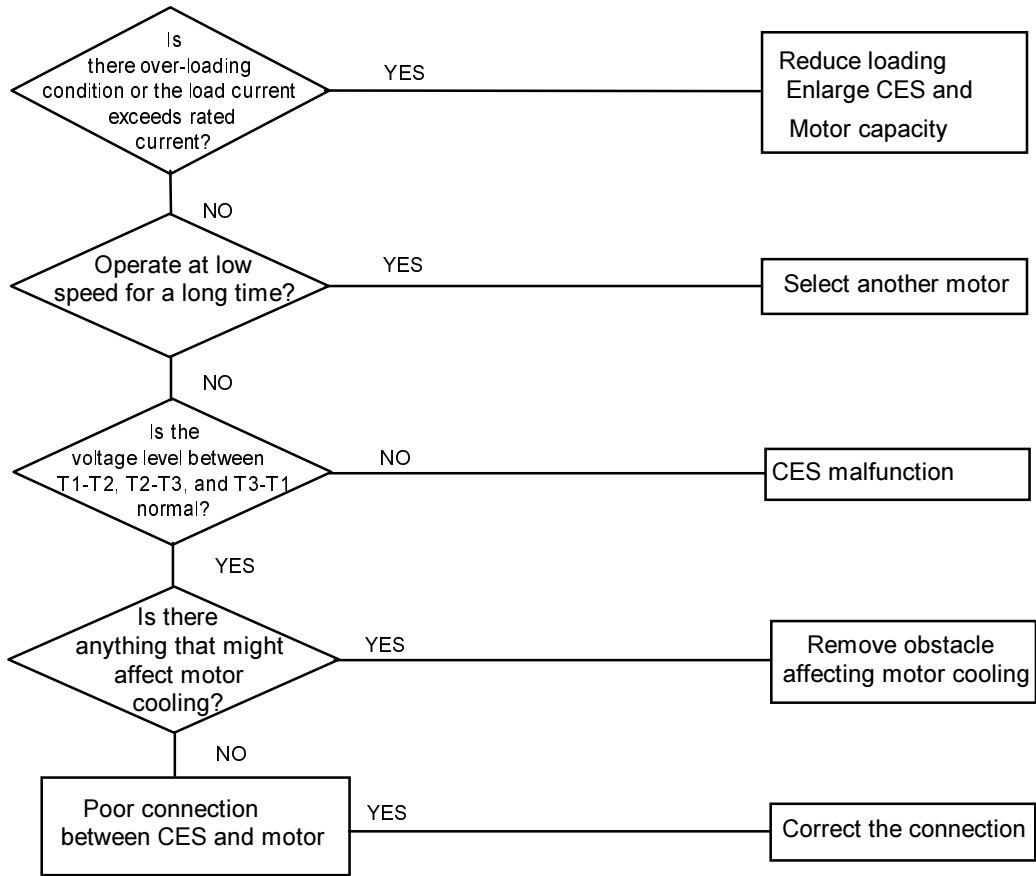 Is
there over-loading
condition or the load current
exceeds rated
current?
YES
Reduce loading
Enlarge CES and
Motor capacity
NO
Operate at low
speed for a long time?
YES
Select another motor
NO
Is the
voltage level between
T1-T2, T2-T3, and T3-T1
normal?
NO
CES malfunction
YES
Is there
anything that might
affect motor
cooling?
YES
Remove obstacle
affecting motor cooling
NO
Poor connection
between CES and motor
YES
Correct the connection